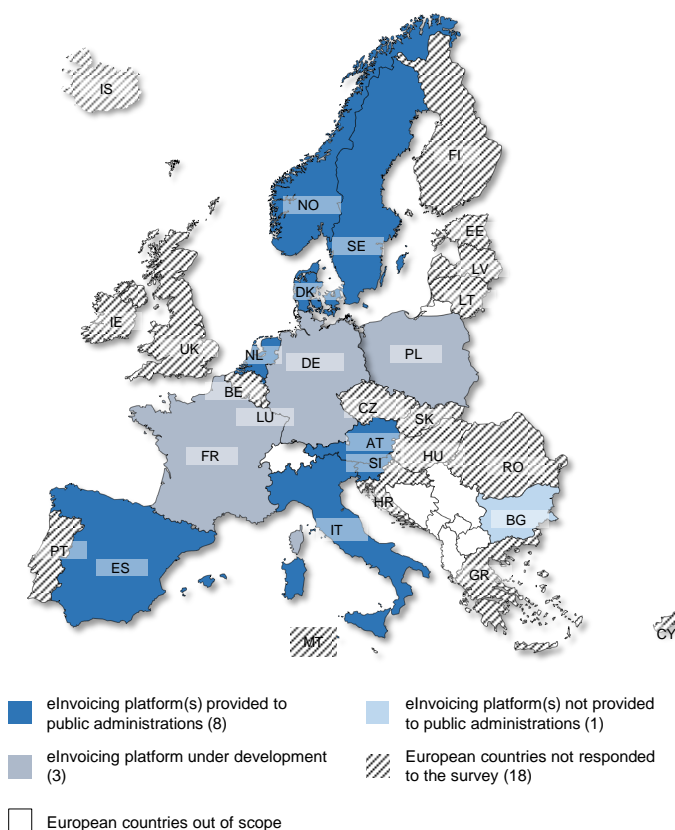 IS
FI
NO
SE
EE
LV
LT
DK
IE
UK
NL
DE
PL
BE
LU
CZ
SK
FR
AT
SI
HU
RO
HR
IT
BG
PT
ES
GR
MT
CY
eInvoicing platform(s) provided to
public administrations (8)
eInvoicing platform(s) not provided
to public administrations (1)
eInvoicing platform under development
(3)
European countries not responded
to the survey (18)
European countries out of scope